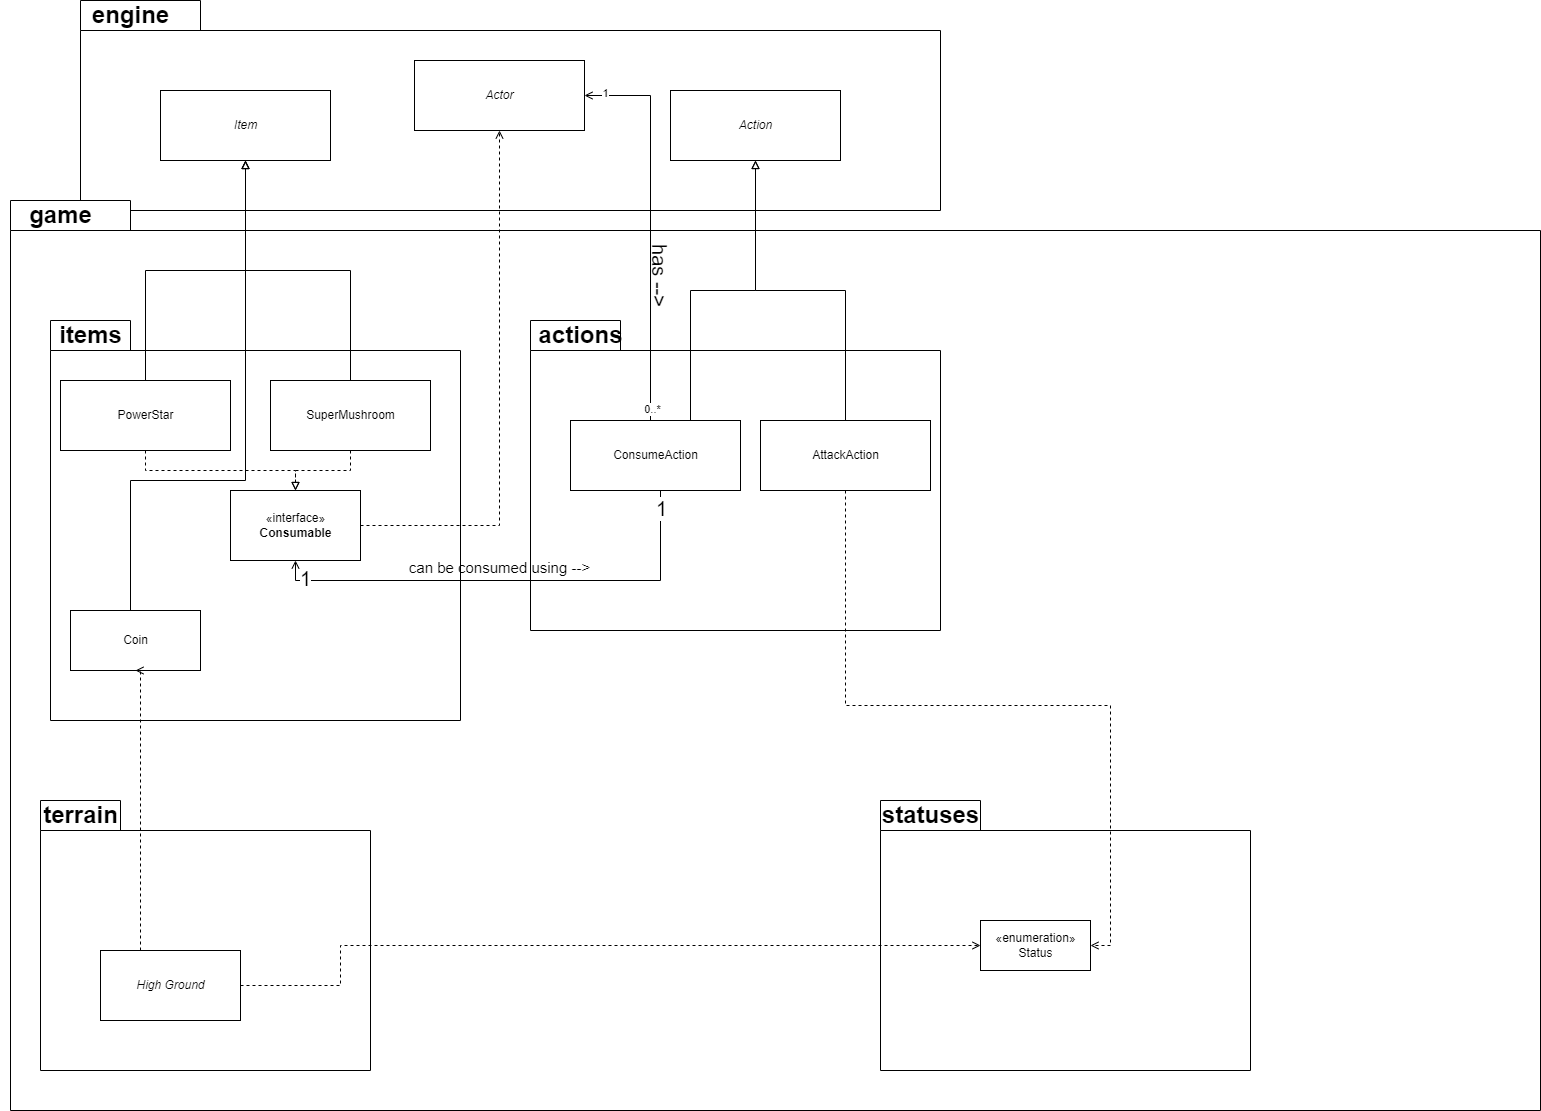 engine
Actor
1
Item
Action
game
has -->
items
actions
PowerStar
SuperMushroom
0..*
ConsumeAction
AttackAction
1
«interface»
Consumable
can be consumed using -->
1
Coin
terrain
statuses
«enumeration»
Status
High Ground